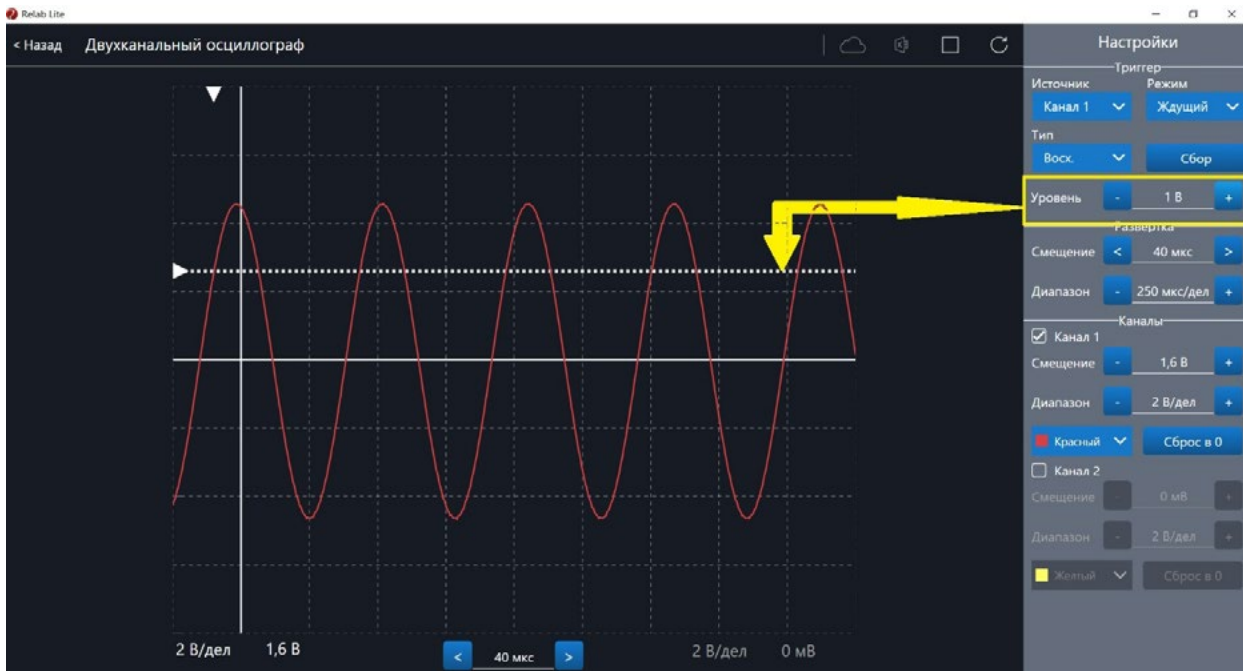 Relab Lite
< Назад Двухканальный осциллограф
Настройки
Триггер
Источник Режим
Канал 1 Ждущий
Тип
Восх. Сбор
Уровень - 1 В +
Развертка
Смещение < 40 мкс >
Диапазон - 250 мкс/дел +
Каналы
Канал 1
Смещение - 1,6 В +
Диапазон - 2 В/дел +
Красный Сброс в 0
Канал 2
Смещение - 0 мВ +
Диапазон - 2 В/дел +
Желтый Сброс в 0
2 В/дел 1,6 В < 40 мкс > 2 В/дел 0 мВ